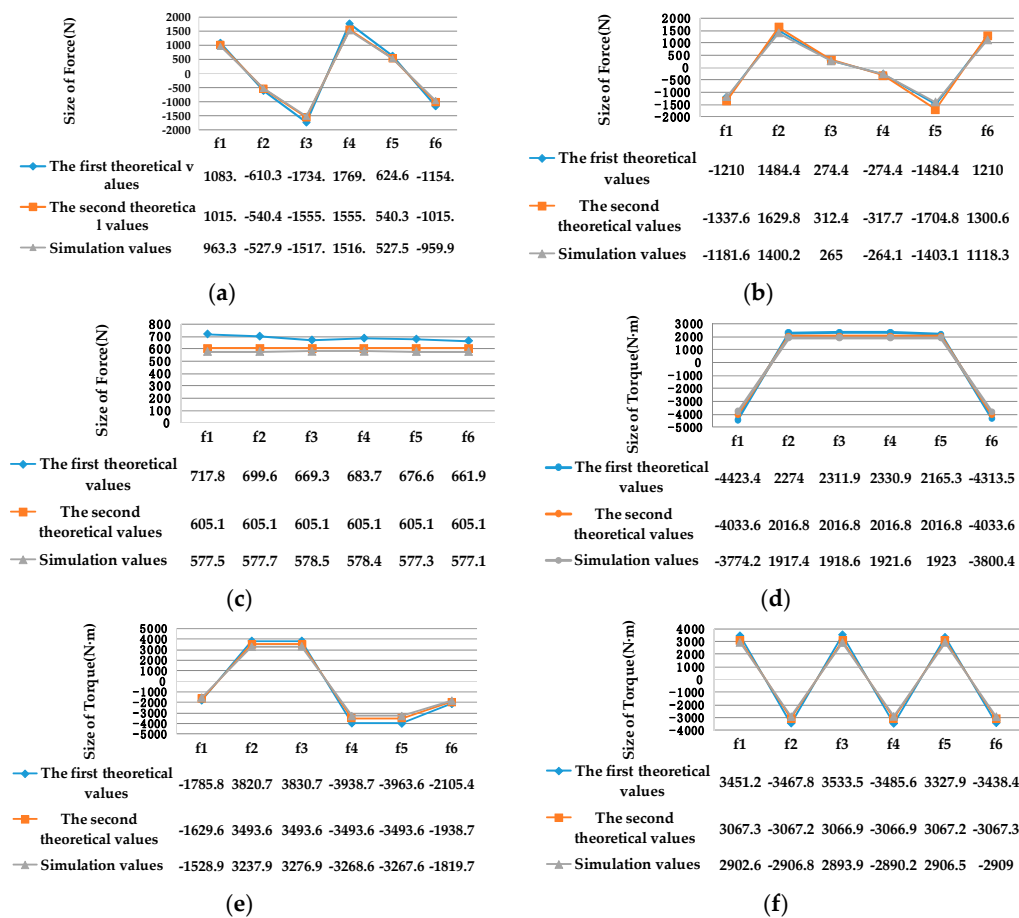 Size of Force(N)
2000
1500
1000
500
0
-500
-1000
-1500
-2000
f1 f2 f3 f4 f5 f6
The first theoretical v
alues
1083. -610.3 -1734. 1769. 624.6 -1154.
The second theoretica
l values
1015. -540.4 -1555. 1555. 540.3 -1015.
Simulation values 963.3 -527.9 -1517. 1516. 527.5 -959.9
(a)
Size of Force(N)
2000
1500
1000
500
0
-500
-1000
-1500
-2000
f1 f2 f3 f4 f5 f6
The frist theoretical
values
-1210 1484.4 274.4 -274.4 -1484.4 1210
The second
theoretical values
-1337.6 1629.8 312.4 -317.7 -1704.8 1300.6
Simulation values -1181.6 1400.2 265 -264.1 -1403.1 1118.3
(b)
Size of Force(N)
800
700
600
500
400
300
200
100
0
f1 f2 f3 f4 f5 f6
The first theoretical
values
717.8 699.6 669.3 683.7 676.6 661.9
The second
theoretical values
605.1 605.1 605.1 605.1 605.1 605.1
Simulation values 577.5 577.7 578.5 578.4 577.3 577.1
(c)
Size of Torque(N·m)
3000
2000
1000
0
-1000
-2000
-3000
-4000
-5000
f1 f2 f3 f4 f5 f6
The first theoretical
values
-4423.4 2274 2311.9 2330.9 2165.3 -4313.5
The second
theoretical values
-4033.6 2016.8 2016.8 2016.8 2016.8 -4033.6
Simulation values -3774.2 1917.4 1918.6 1921.6 1923 -3800.4
(d)
Size of Torque(N·m)
5000
4000
3000
2000
1000
0
-1000
-2000
-3000
-4000
-5000
f1 f2 f3 f4 f5 f6
The first theoretical
values
-1785.8 3820.7 3830.7 -3938.7 -3963.6 -2105.4
The second
theoretical values
-1629.6 3493.6 3493.6 -3493.6 -3493.6 -1938.7
Simulation values -1528.9 3237.9 3276.9 -3268.6 -3267.6 -1819.7
(e)
Size of Torque(N·m)
4000
3000
2000
1000
0
-1000
-2000
-3000
-4000
f1 f2 f3 f4 f5 f6
The first theoretical
values
3451.2 -3467.8 3533.5 -3485.6 3327.9 -3438.4
The second
theoretical values
3067.3 -3067.2 3066.9 -3066.9 3067.2 -3067.3
Simulation values 2902.6 -2906.8 2893.9 -2890.2 2906.5 -2909
(f)